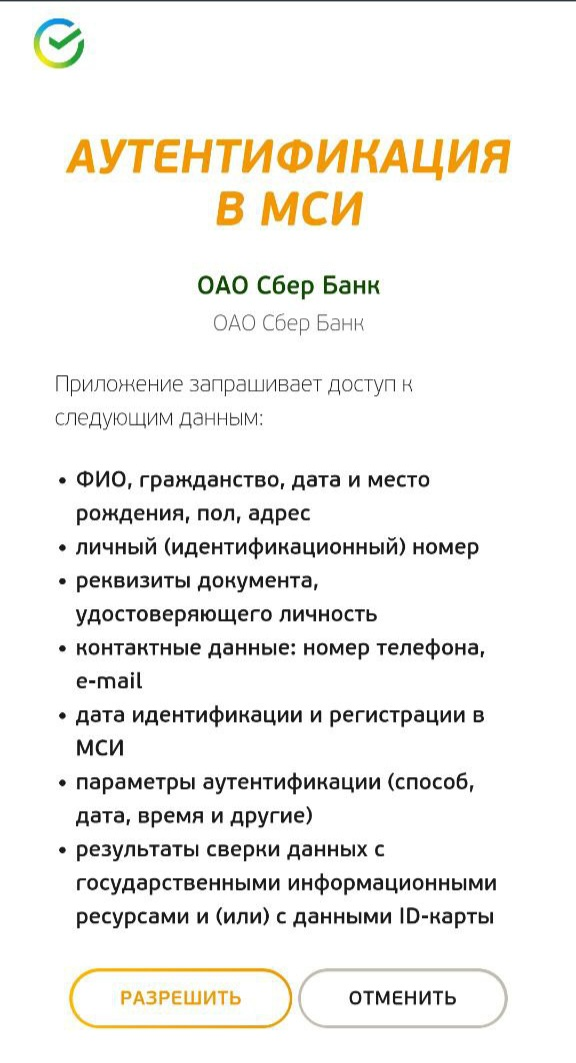 АУТЕНТИФИКАЦИЯ
В МСИ
ОАО Сбер Банк
ОАО Сбер Банк
Приложение запрашивает доступ к
следующим данным:
• ФИО, гражданство, дата и место
рождения, пол, адрес
• личный (идентификационный) номер
• реквизиты документа,
удостоверяющего личность
• контактные данные: номер телефона,
e-mail
• дата идентификации и регистрации в
МСИ
• параметры аутентификации (способ,
дата, время и другие)
• результаты сверки данных с
государственными информационными
ресурсами и (или) с данными ID-карты
РАЗРЕШИТЬ
ОТМЕНИТЬ